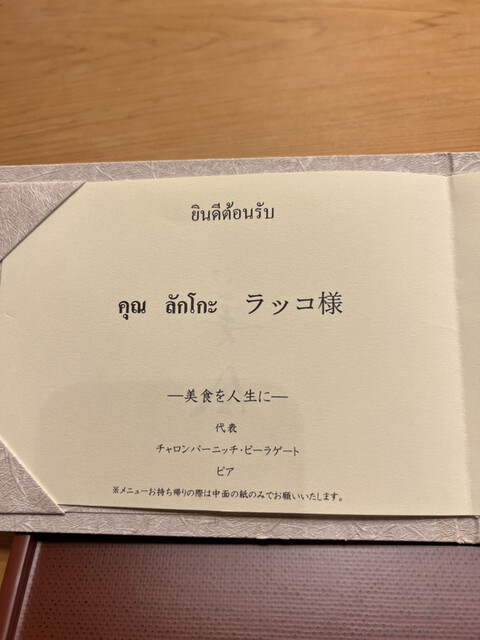 ยินดีต้อนรับ
คุณ ลักโกะ ラッコ様
—美食を人生に—
代表
チャロンバーニッチ・ピーラゲート
ピア
※メニューお持ち帰りの際は中面の紙のみでお願いいたします。